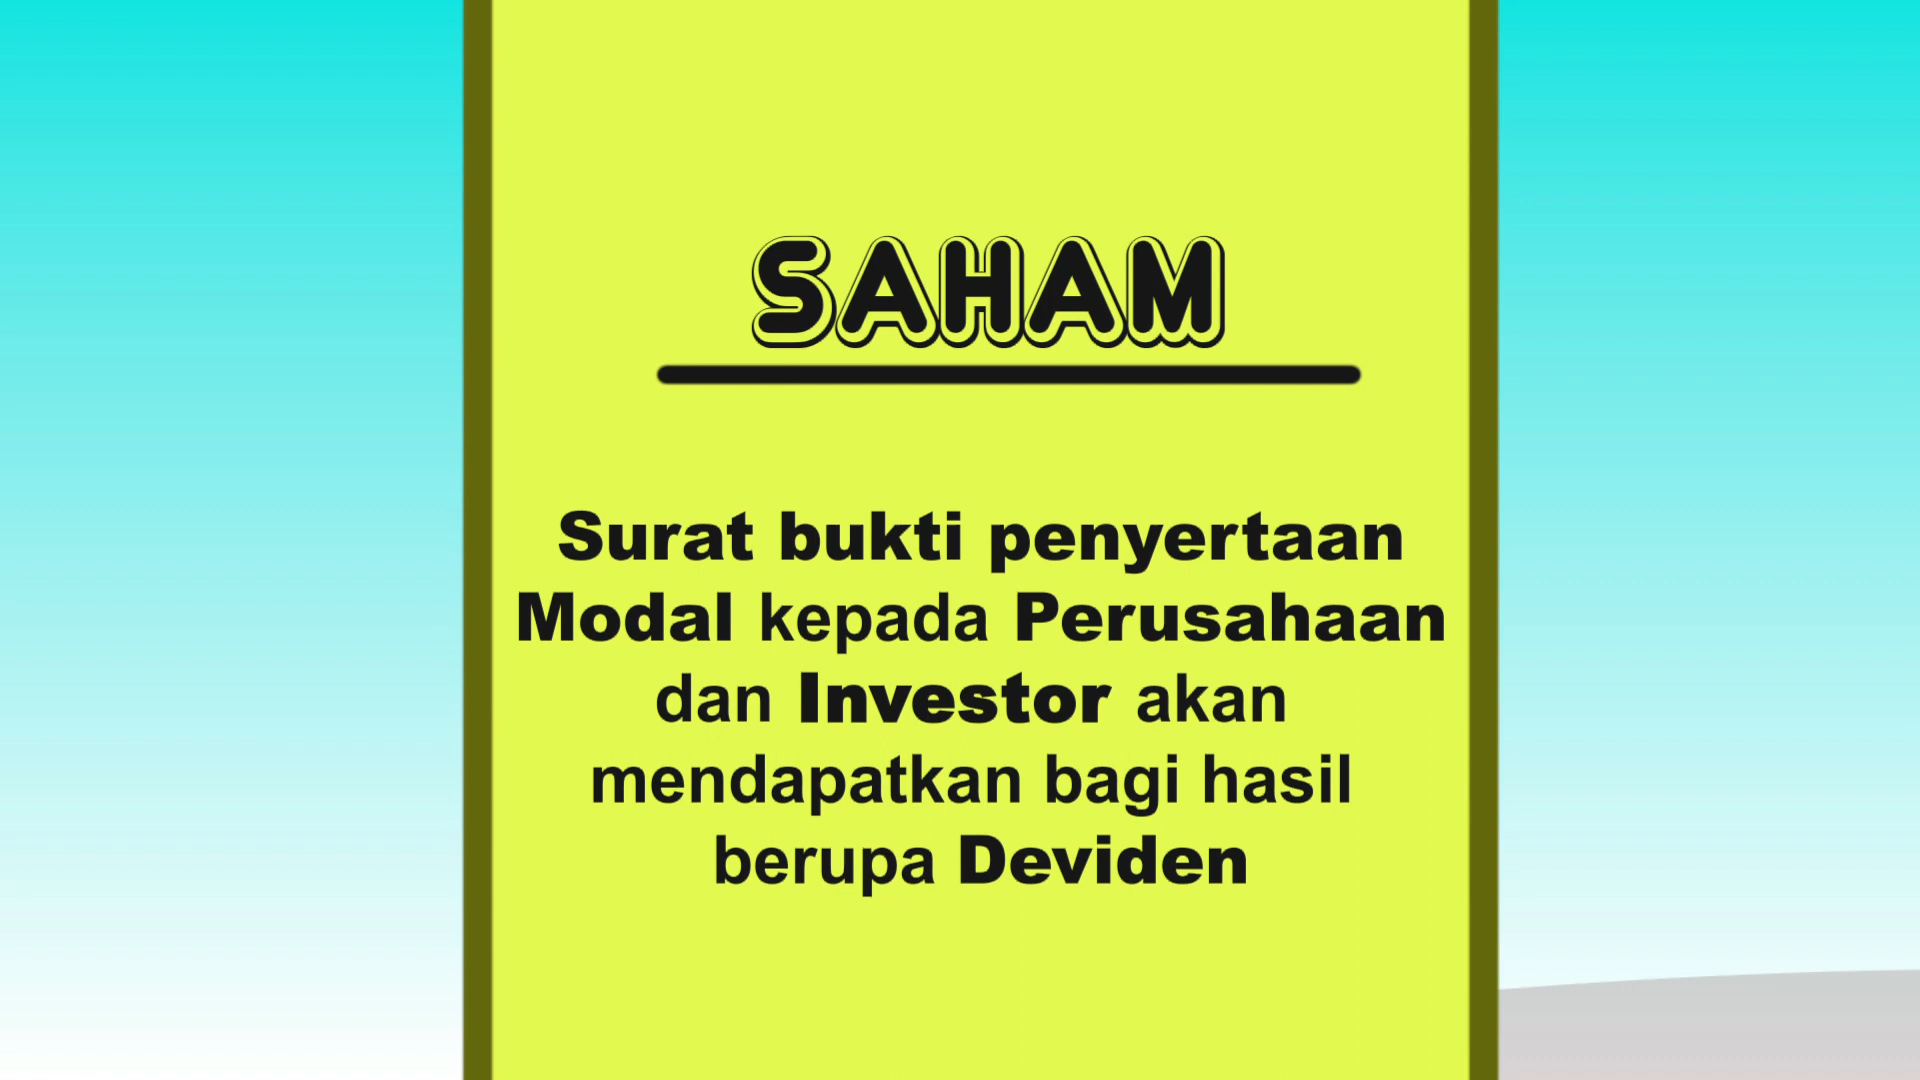 SAHAM
Surat bukti penyertaan
Modal kepada Perusahaan
dan Investor akan
mendapatkan bagi hasil
berupa Deviden